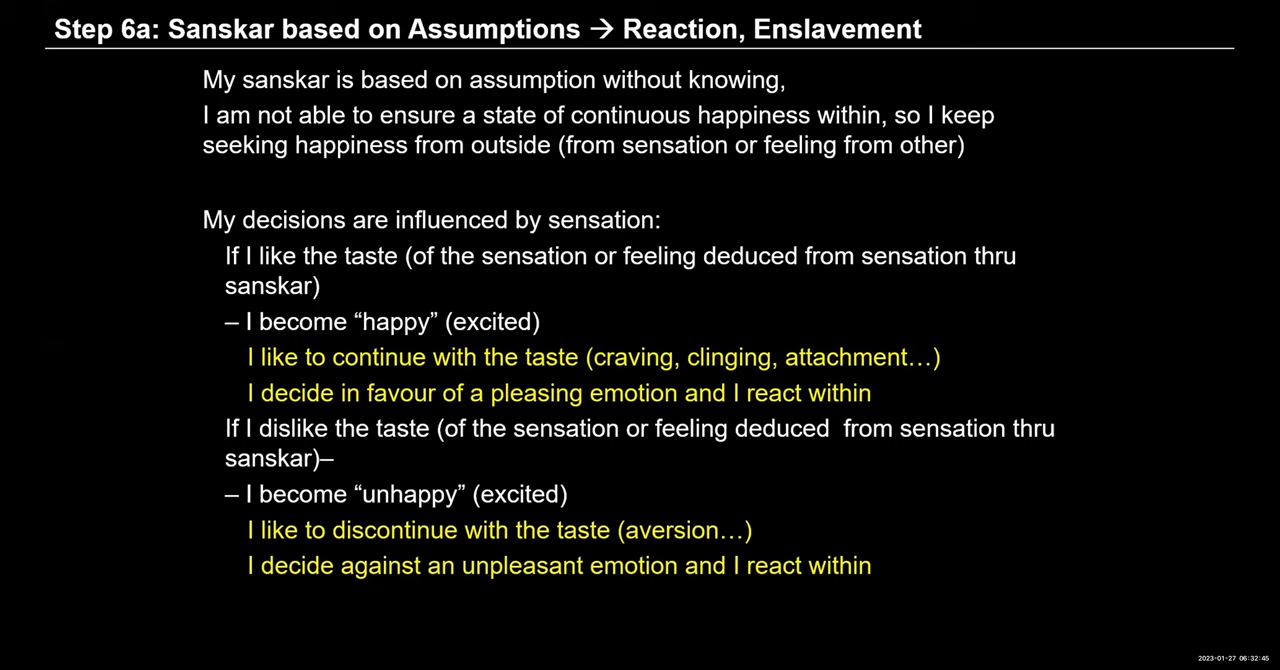 Step 6a: Sanskar based on Assumptions → Reaction, Enslavement
My sanskar is based on assumption without knowing,
I am not able to ensure a state of continuous happiness within, so I keep
seeking happiness from outside (from sensation or feeling from other)
My decisions are influenced by sensation:
If I like the taste (of the sensation or feeling deduced from sensation thru
sanskar)
– I become “happy” (excited)
I like to continue with the taste (craving, clinging, attachment…)
I decide in favour of a pleasing emotion and I react within
If I dislike the taste (of the sensation or feeling deduced  from sensation thru
sanskar)–
– I become “unhappy” (excited)
I like to discontinue with the taste (aversion…)
I decide against an unpleasant emotion and I react within
2023-01-27 06:32:45